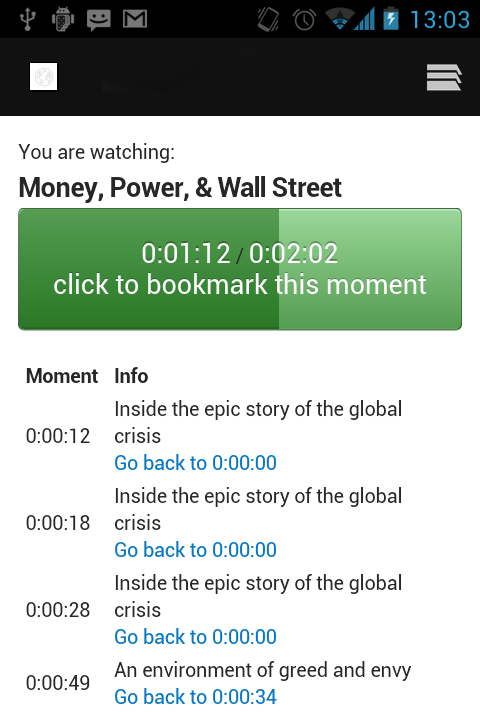 13:03
You are watching:
Money, Power, & Wall Street
0:01:12 / 0:02:02
click to bookmark this moment
Moment Info
Inside the epic story of the global
0:00:12 crisis
Go back to 0:00:00
Inside the epic story of the global
0:00:18 crisis
Go back to 0:00:00
Inside the epic story of the global
0:00:28 crisis
Go back to 0:00:00
An environment of greed and envy
0:00:49
Go back to 0:00:34